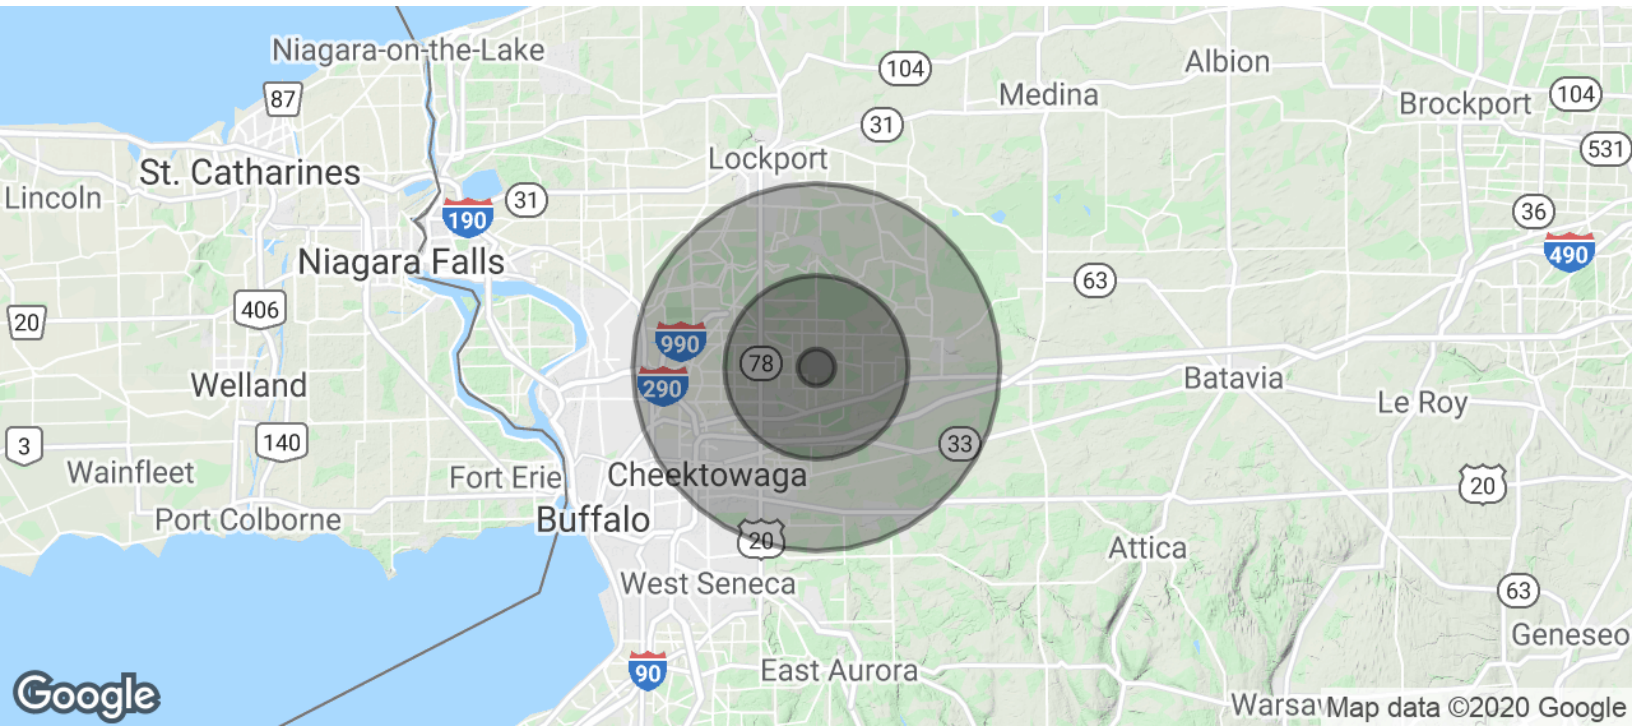 Niagara-on-the-Lake
Albion
104
Medina
87
Brockport
104
31
531
Lockport
St. Catharines
Lincoln
31
190
36
490
Niagara Falls
63
406
20
990
78
290
Welland
Batavia
Le Roy
3
140
33
Wainfleet
Fort Erie
Cheektowaga
20
Port Colborne
Buffalo
20
Attica
West Seneca
63
Geneseo
90
East Aurora
Google
Warsaw
Map data ©2020 Google